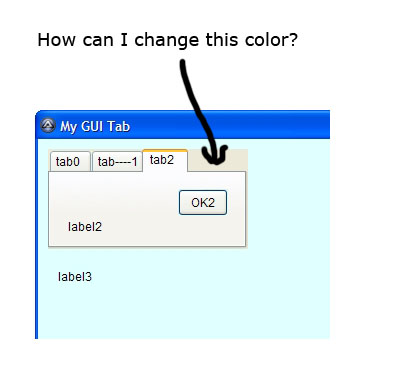 How can I change this color?
My GUI Tab
tab0 tab----1 tab2
OK2
label2
label3